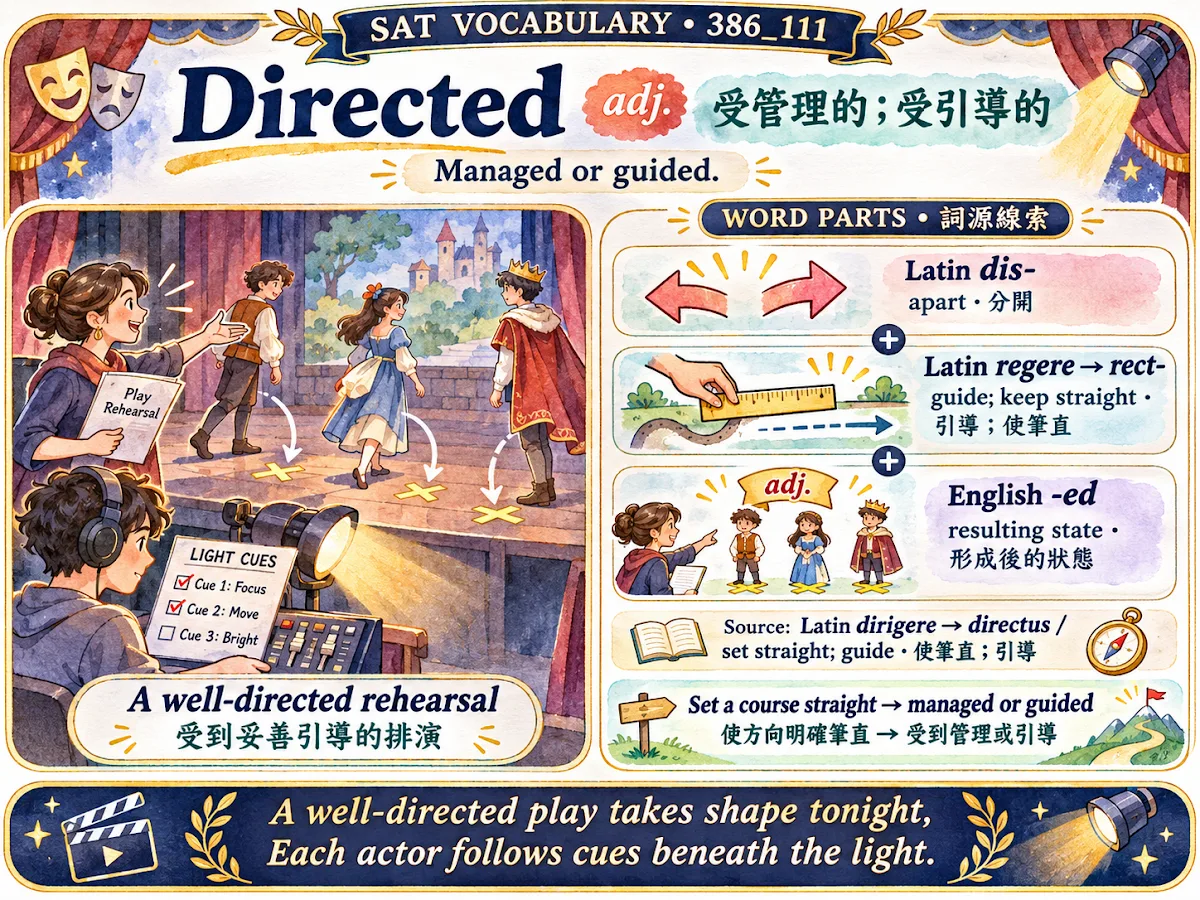 SAT VOCABULARY • 386_111
Directed adj. 受管理的；受引導的
Managed or guided.
Play
Rehearsal
LIGHT CUES
Cue 1: Focus
Cue 2: Move
Cue 3: Bright
A well-directed rehearsal
受到妥善引導的排演
WORD PARTS • 詞源線索
Latin dis-
apart · 分開
+
Latin regere → rect-
guide; keep straight ·
引導；使筆直
+
adj.
English -ed
resulting state ·
形成後的狀態
Source: Latin dirigere → directus /
set straight; guide · 使筆直；引導
Set a course straight → managed or guided
使方向明確筆直 → 受到管理或引導
A well-directed play takes shape tonight,
Each actor follows cues beneath the light.